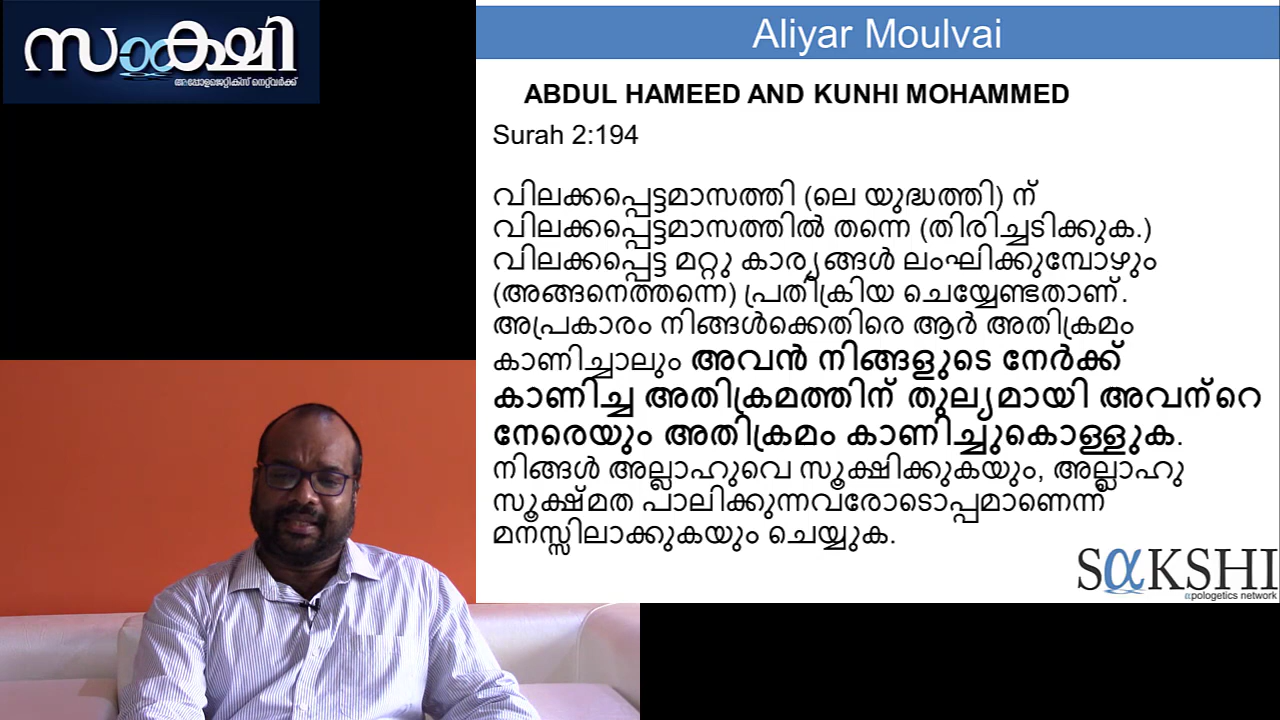 സാക്ഷി
അപ്പോളജെറ്റിക്സ് നെറ്റ്‌വർക്ക്
Aliyar Moulvai
ABDUL HAMEED AND KUNHI MOHAMMED
Surah 2:194
വിലക്കപ്പെട്ടമാസത്തി (ലെ യുദ്ധത്തി) ന്
വിലക്കപ്പെട്ടമാസത്തിൽ തന്നെ (തിരിച്ചടിക്കുക.)
വിലക്കപ്പെട്ട മറ്റു കാര്യങ്ങൾ ലംഘിക്കുമ്പോഴും
(അങ്ങനെത്തന്നെ) പ്രതിക്രിയ ചെയ്യേണ്ടതാണ്.
അപ്രകാരം നിങ്ങൾക്കെതിരെ ആർ അതിക്രമം
കാണിച്ചാലും അവൻ നിങ്ങളുടെ നേർക്ക്
കാണിച്ച അതിക്രമത്തിന് തുല്യമായി അവന്റെ
നേരെയും അതിക്രമം കാണിച്ചുകൊള്ളുക.
നിങ്ങൾ അല്ലാഹുവെ സൂക്ഷിക്കുകയും, അല്ലാഹു
സൂക്ഷ്മത പാലിക്കുന്നവരോടൊപ്പമാണെന്ന്
മനസ്സിലാക്കുകയും ചെയ്യുക.
SαKSHI
αpologetics network